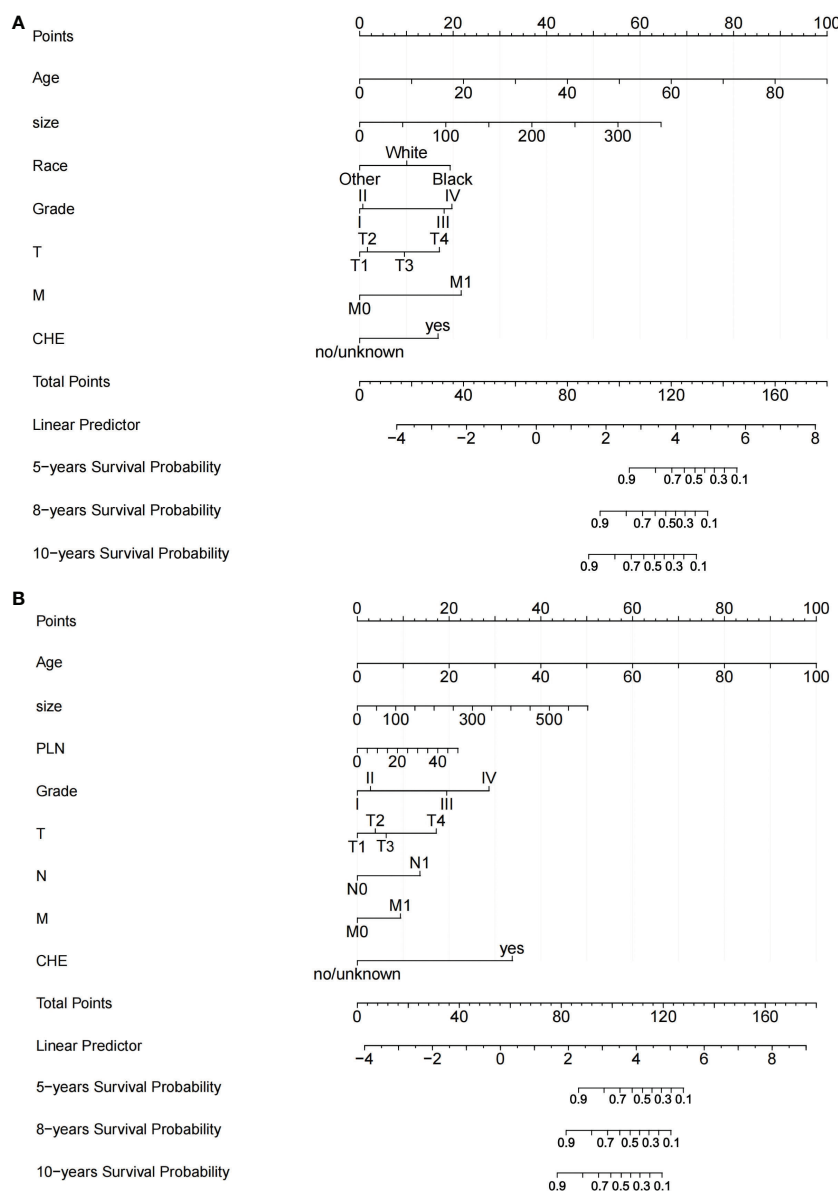 A
Points
0 20 40 60 80 100
Age
0 20 40 60 80
size
0 100 200 300
Race
White
Other Black
Grade
II IV
I III
T
T2 T4
T1 T3
M
M1
M0
CHE
yes
no/unknown
Total Points
0 40 80 120 160
Linear Predictor
−4 −2 0 2 4 6 8
5−years Survival Probability
0.9 0.7 0.5 0.3 0.1
8−years Survival Probability
0.9 0.7 0.5 0.3 0.1
10−years Survival Probability
0.9 0.7 0.5 0.3 0.1
B
Points
0 20 40 60 80 100
Age
0 20 40 60 80 100
size
0 100 300 500
PLN
0 20 40
Grade
II IV
I III
T
T2 T4
T1 T3
N
N1
N0
M
M1
M0
CHE
yes
no/unknown
Total Points
0 40 80 120 160
Linear Predictor
−4 −2 0 2 4 6 8
5−years Survival Probability
0.9 0.7 0.5 0.3 0.1
8−years Survival Probability
0.9 0.7 0.5 0.3 0.1
10−years Survival Probability
0.9 0.7 0.5 0.3 0.1